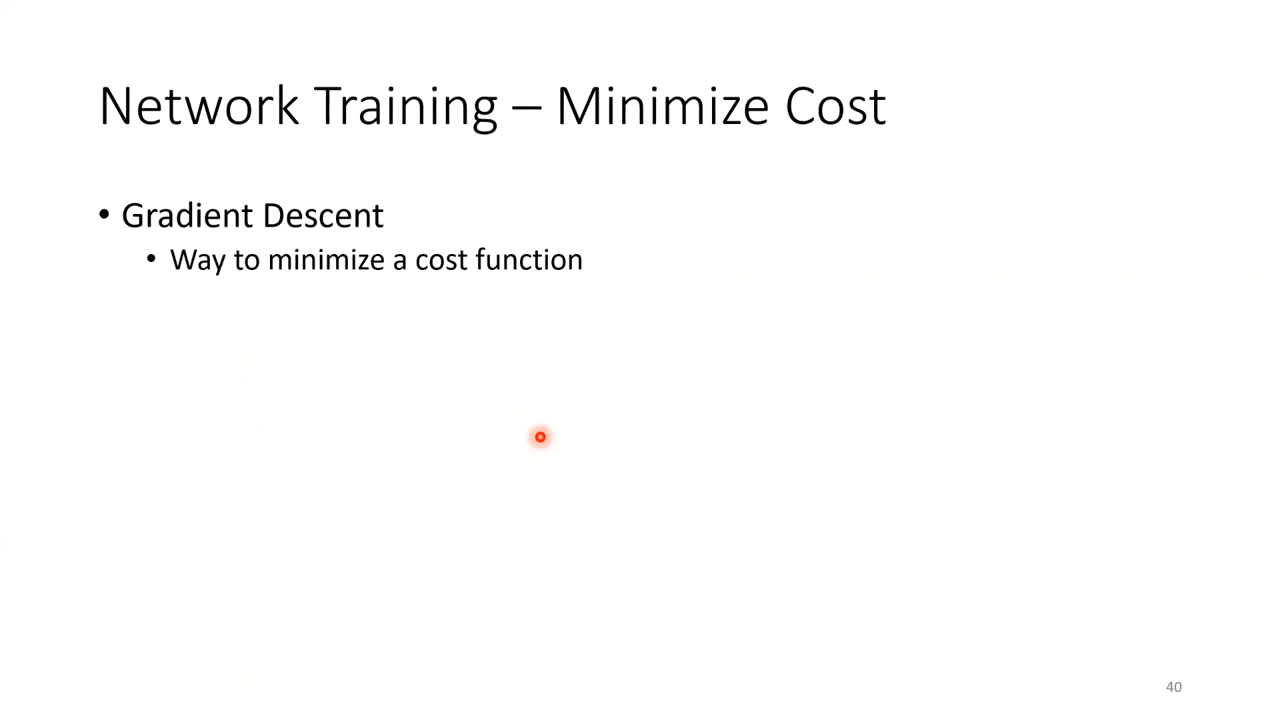 Network Training – Minimize Cost
• Gradient Descent
• Way to minimize a cost function
40